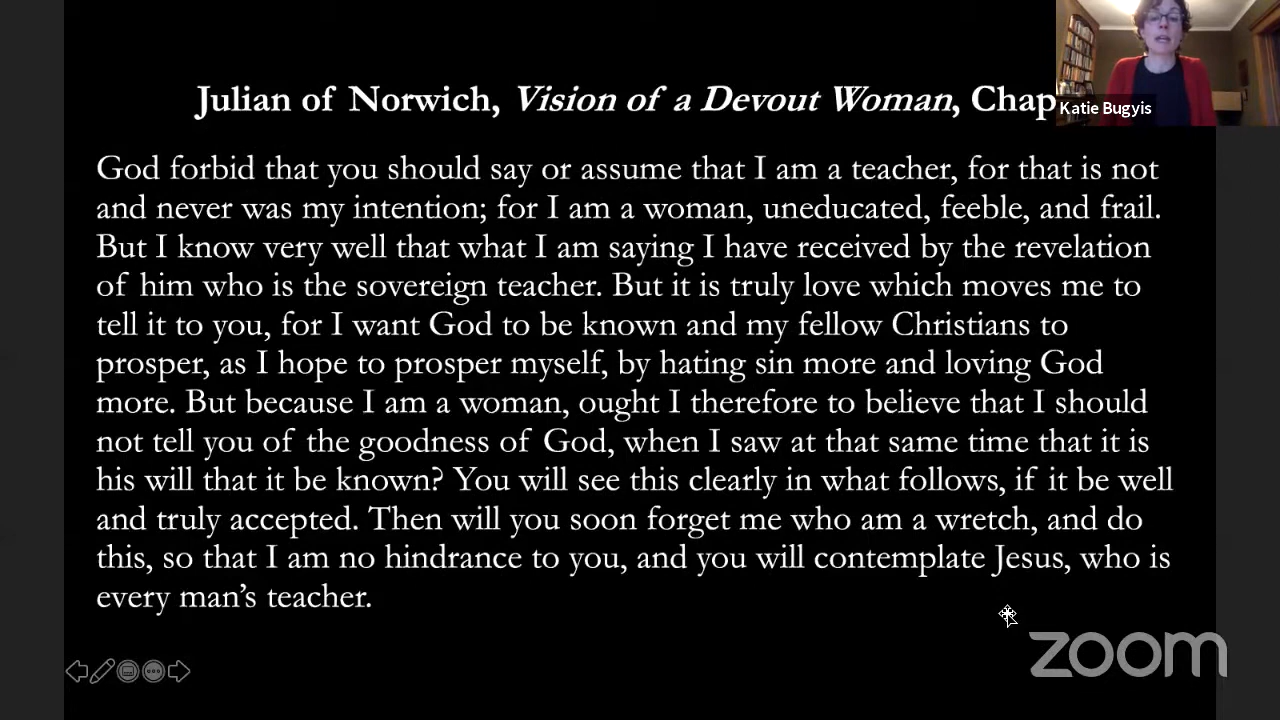 Julian of Norwich, Vision of a Devout Woman, Chap
Katie Bugyis
God forbid that you should say or assume that I am a teacher, for that is not
and never was my intention; for I am a woman, uneducated, feeble, and frail.
But I know very well that what I am saying I have received by the revelation
of him who is the sovereign teacher. But it is truly love which moves me to
tell it to you, for I want God to be known and my fellow Christians to
prosper, as I hope to prosper myself, by hating sin more and loving God
more. But because I am a woman, ought I therefore to believe that I should
not tell you of the goodness of God, when I saw at that same time that it is
his will that it be known? You will see this clearly in what follows, if it be well
and truly accepted. Then will you soon forget me who am a wretch, and do
this, so that I am no hindrance to you, and you will contemplate Jesus, who is
every man’s teacher.
zoom